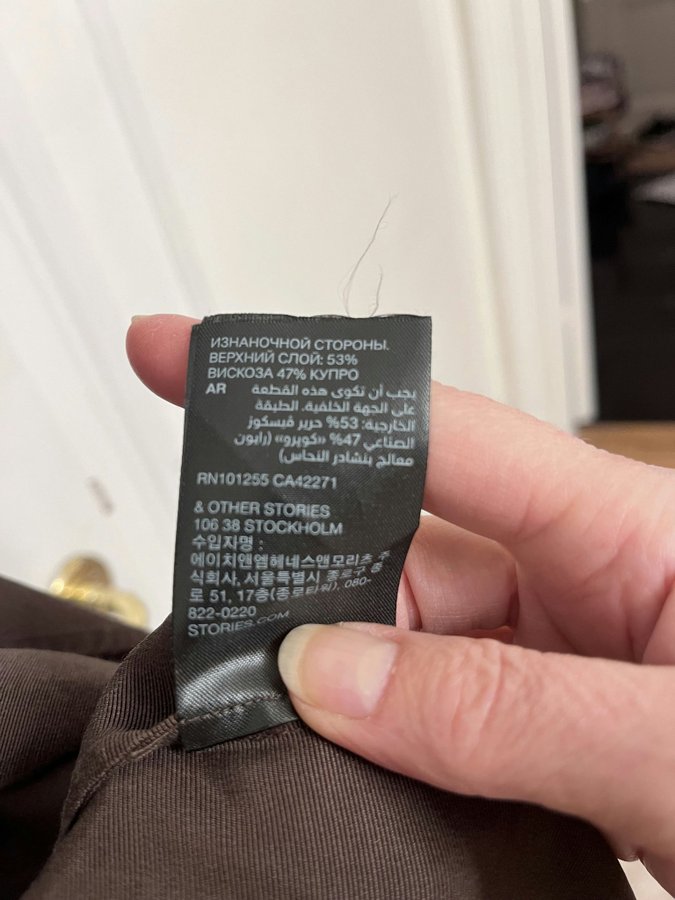 ИЗНАНОЧНОЙ СТОРОНЫ.
ВЕРХНИЙ СЛОЙ: 53%
ВИСКОЗА 47% КУПРО
AR يجب أن تكوى هذه القطعة
على الجهة الخلفية. الطبقة
الخارجية: 53% حرير ڤيسكوز
الصناعي 47% «كوبرو» (رايون
معالج بنشادر النحاس)
RN101255 CA42271
& OTHER STORIES
106 38 STOCKHOLM
수입자명 :
에이치앤엠헤네스앤모리츠 주
식회사, 서울특별시 종로구 종
로 51, 17층(종로타워), 080-
822-0220
STORIES.COM